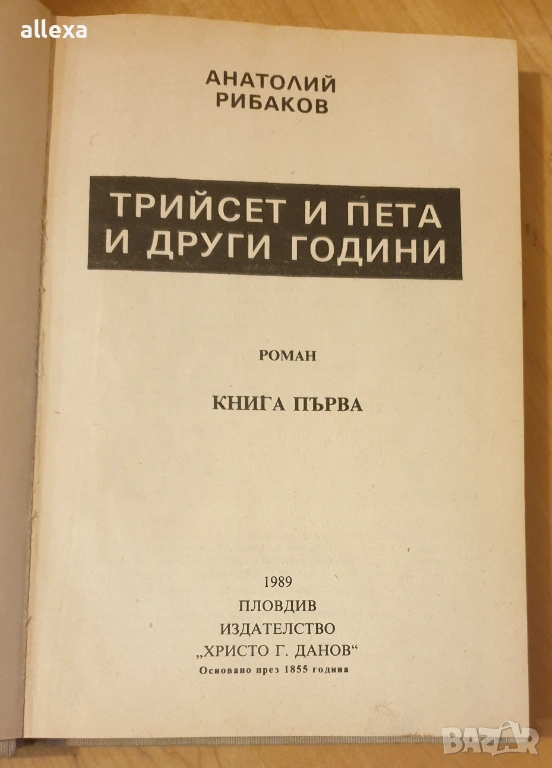 allexa
АНАТОЛИЙ
РИБАКОВ
ТРИЙСЕТ И ПЕТА
И ДРУГИ ГОДИНИ
РОМАН
КНИГА ПЪРВА
1989
ПЛОВДИВ
ИЗДАТЕЛСТВО
„ХРИСТО Г. ДАНОВ“
Основано през 1855 година
BAZAR